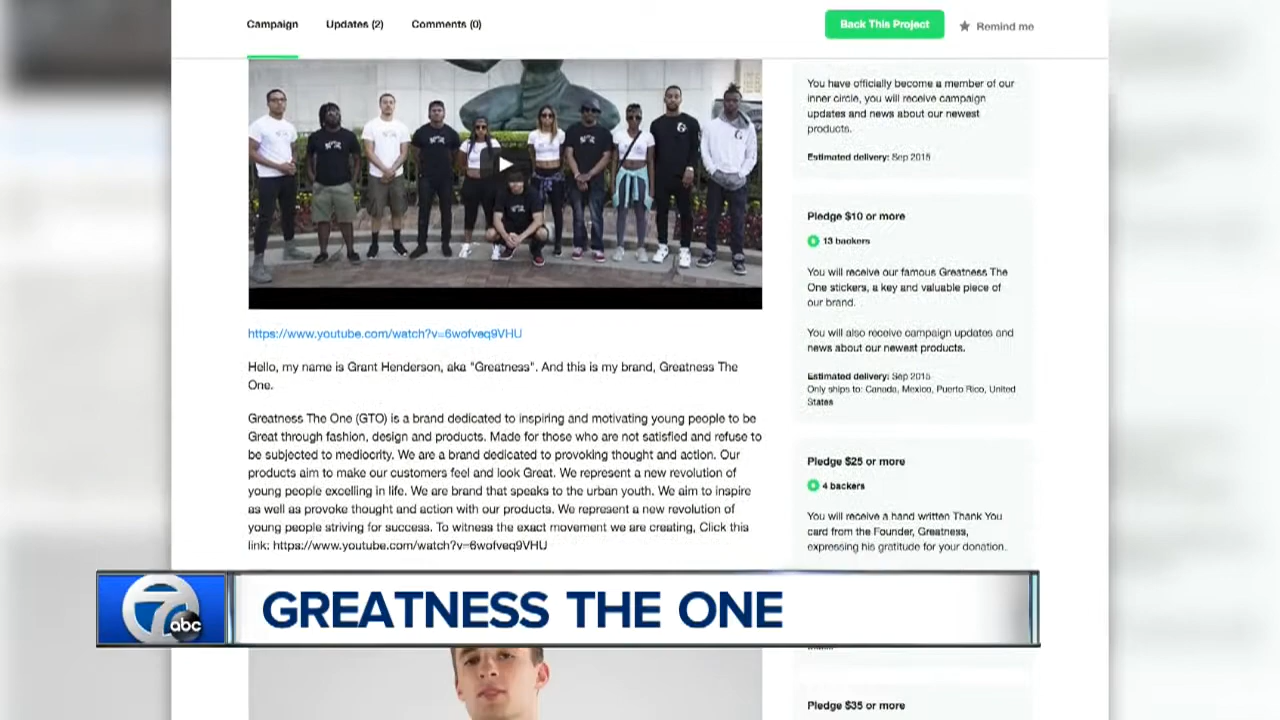 Campaign
Updates (2)
Comments (0)
Back This Project
Remind me
https://www.youtube.com/watch?v=6wofveq9VHU
Hello, my name is Grant Henderson, aka "Greatness". And this is my brand, Greatness The
One.
Greatness The One (GTO) is a brand dedicated to inspiring and motivating young people to be
Great through fashion, design and products. Made for those who are not satisfied and refuse to
be subjected to mediocrity. We are a brand dedicated to provoking thought and action. Our
products aim to make our customers feel and look Great. We represent a new revolution of
young people excelling in life. We are brand that speaks to the urban youth. We aim to inspire
as well as provoke thought and action with our products. We represent a new revolution of
young people striving for success. To witness the exact movement we are creating, Click this
link: https://www.youtube.com/watch?v=6wofveq9VHU
You have officially become a member of our
inner circle, you will receive campaign
updates and news about our newest
products.
Estimated delivery: Sep 2015
Pledge $10 or more
13 backers
You will receive our famous Greatness The
One stickers, a key and valuable piece of
our brand.
You will also receive campaign updates and
news about our newest products.
Estimated delivery: Sep 2015
Only ships to: Canada, Mexico, Puerto Rico, United
States
Pledge $25 or more
4 backers
You will receive a hand written Thank You
card from the Founder, Greatness,
expressing his gratitude for your donation.
7 abc
GREATNESS THE ONE
Pledge $35 or more